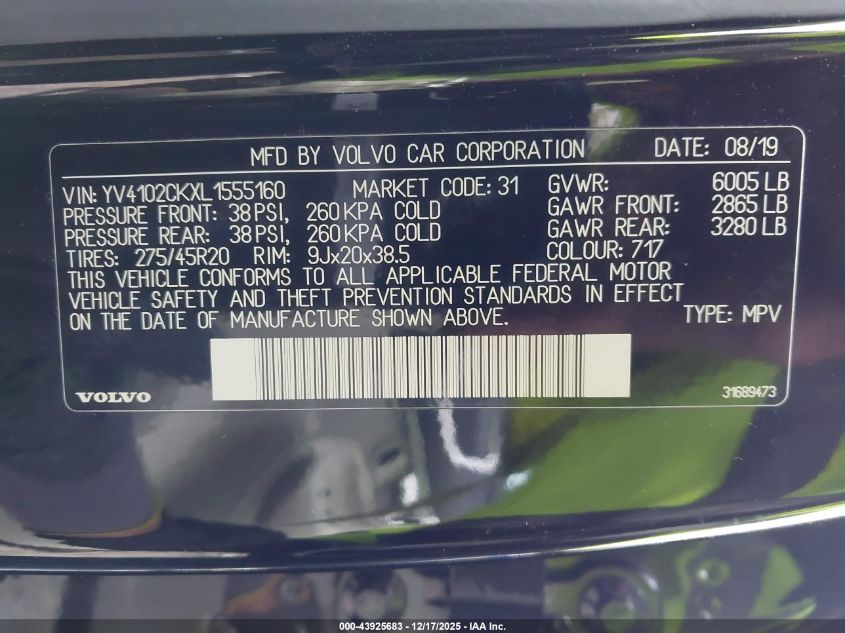 MFD BY VOLVO CAR CORPORATION DATE: 08/19
VIN: YV4102CKXL1555160 MARKET CODE: 31 GVWR: 6005 LB
PRESSURE FRONT: 38 PSI, 260 KPA COLD GAWR FRONT: 2865 LB
PRESSURE REAR: 38 PSI, 260 KPA COLD GAWR REAR: 3280 LB
TIRES: 275/45R20 RIM: 9Jx20x38.5 COLOUR: 717
THIS VEHICLE CONFORMS TO ALL APPLICABLE FEDERAL MOTOR
VEHICLE SAFETY AND THEFT PREVENTION STANDARDS IN EFFECT
ON THE DATE OF MANUFACTURE SHOWN ABOVE. TYPE: MPV
VOLVO 31689473
000-43925683 - 12/17/2025 - IAA Inc.